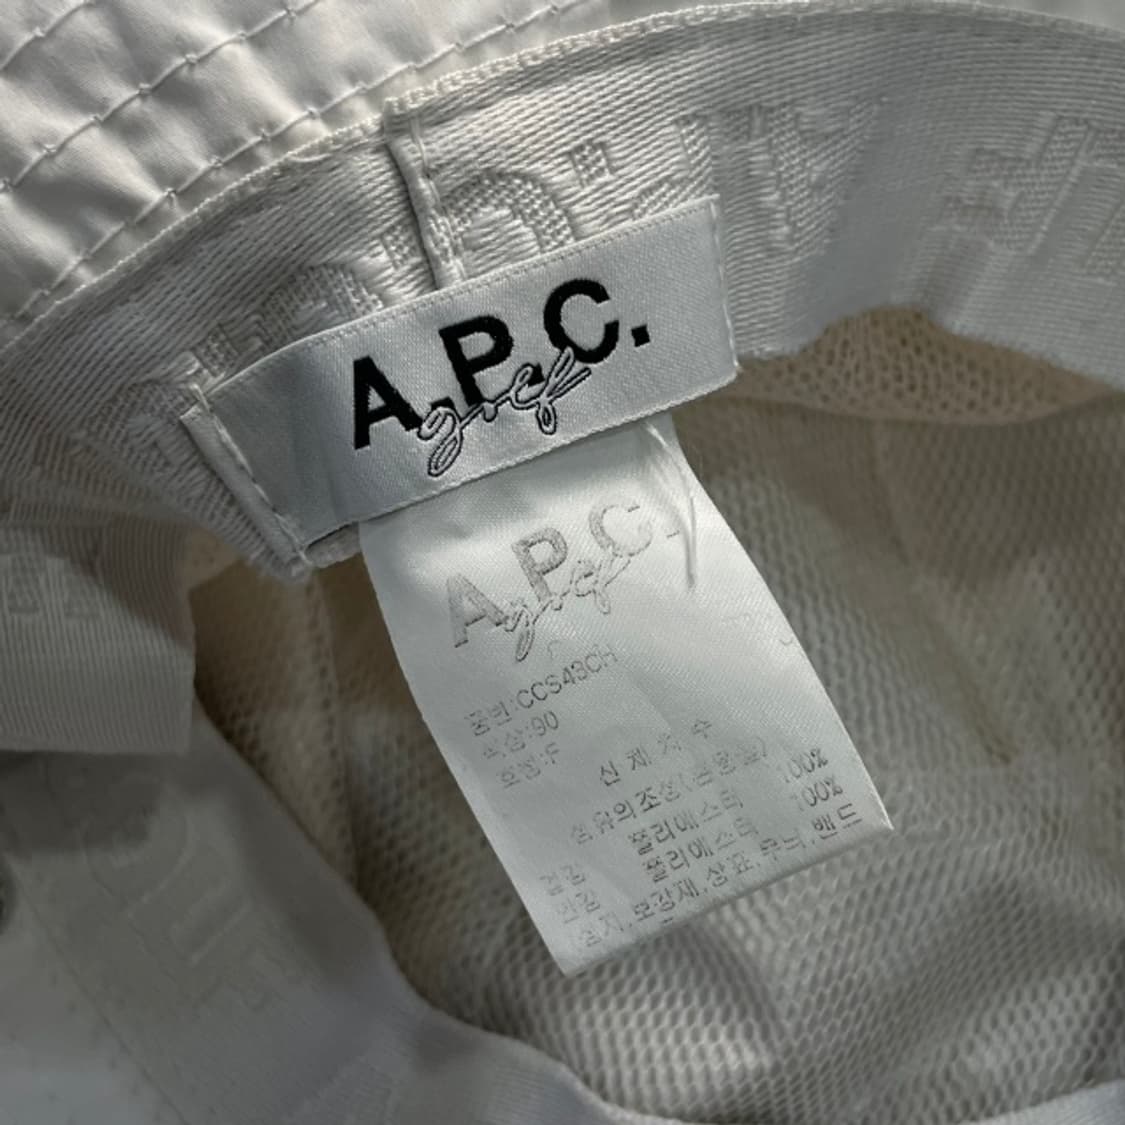 A.P.C.
golf
A.P.C.
golf
품번:CCS43CH
색상:90
호칭:F
신 체 치 수
섬유의조성(혼용율)
겉감 폴리에스터 100%
안감 폴리에스터 100%
심지,보강재,상표,무늬,밴드